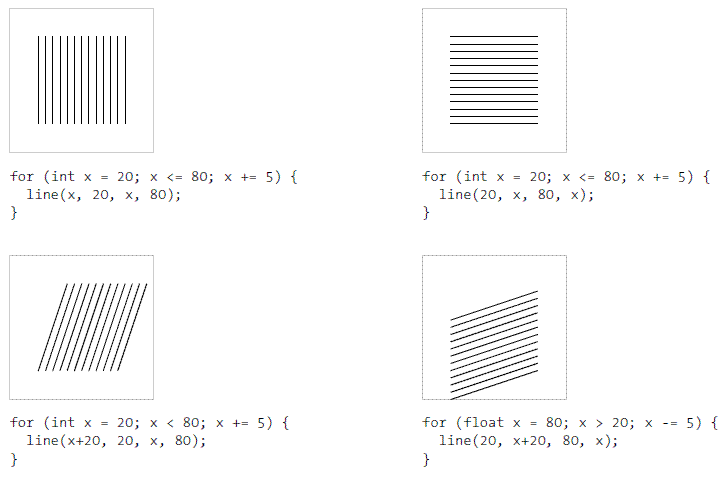 for (int x = 20; x <= 80; x += 5) {
  line(x, 20, x, 80);
}
for (int x = 20; x <= 80; x += 5) {
  line(20, x, 80, x);
}
for (int x = 20; x < 80; x += 5) {
  line(x+20, 20, x, 80);
}
for (float x = 80; x > 20; x -= 5) {
  line(20, x+20, 80, x);
}